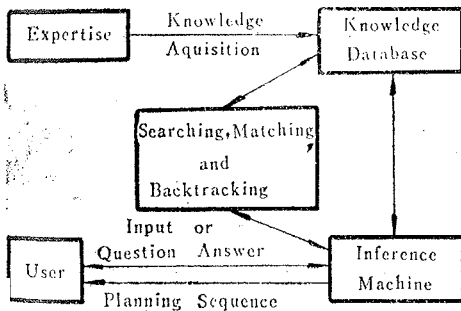 Expertise
Knowledge
Aquisition
Knowledge
Database
Searching, Matching,
and
Backtracking
Input or
Question Answer
User
Inference
Machine
Planning Sequence